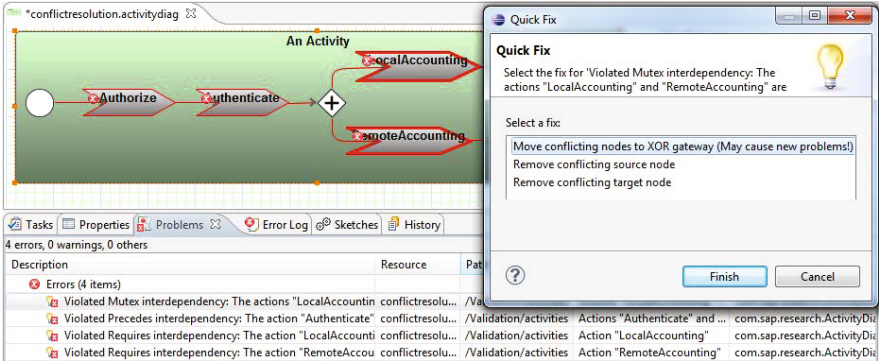 *conflictresolution.activitydiag
An Activity
Authorize
uthenticate
ocalAccounting
emoteAccounting
Tasks Properties Problems Error Log Sketches History
4 errors, 0 warnings, 0 others
Description Resource Pat
Errors (4 items)
Violated Mutex interdependency: The actions "LocalAccountin conflictresolu... /Validation/activities
Violated Precedes interdependency: The action "Authenticate" conflictresolu... /Validation/activities Actions "Authenticate" and ... com.sap.research.ActivityDia
Violated Requires interdependency: The action "LocalAccounti conflictresolu... /Validation/activities Action "LocalAccounting" com.sap.research.ActivityDia
Violated Requires interdependency: The action "RemoteAccou conflictresolu... /Validation/activities Action "RemoteAccounting" com.sap.research.ActivityDia
Quick Fix
Quick Fix
Select the fix for 'Violated Mutex interdependency: The
actions "LocalAccounting" and "RemoteAccounting" are
Select a fix:
Move conflicting nodes to XOR gateway (May cause new problems!)
Remove conflicting source node
Remove conflicting target node
Finish Cancel